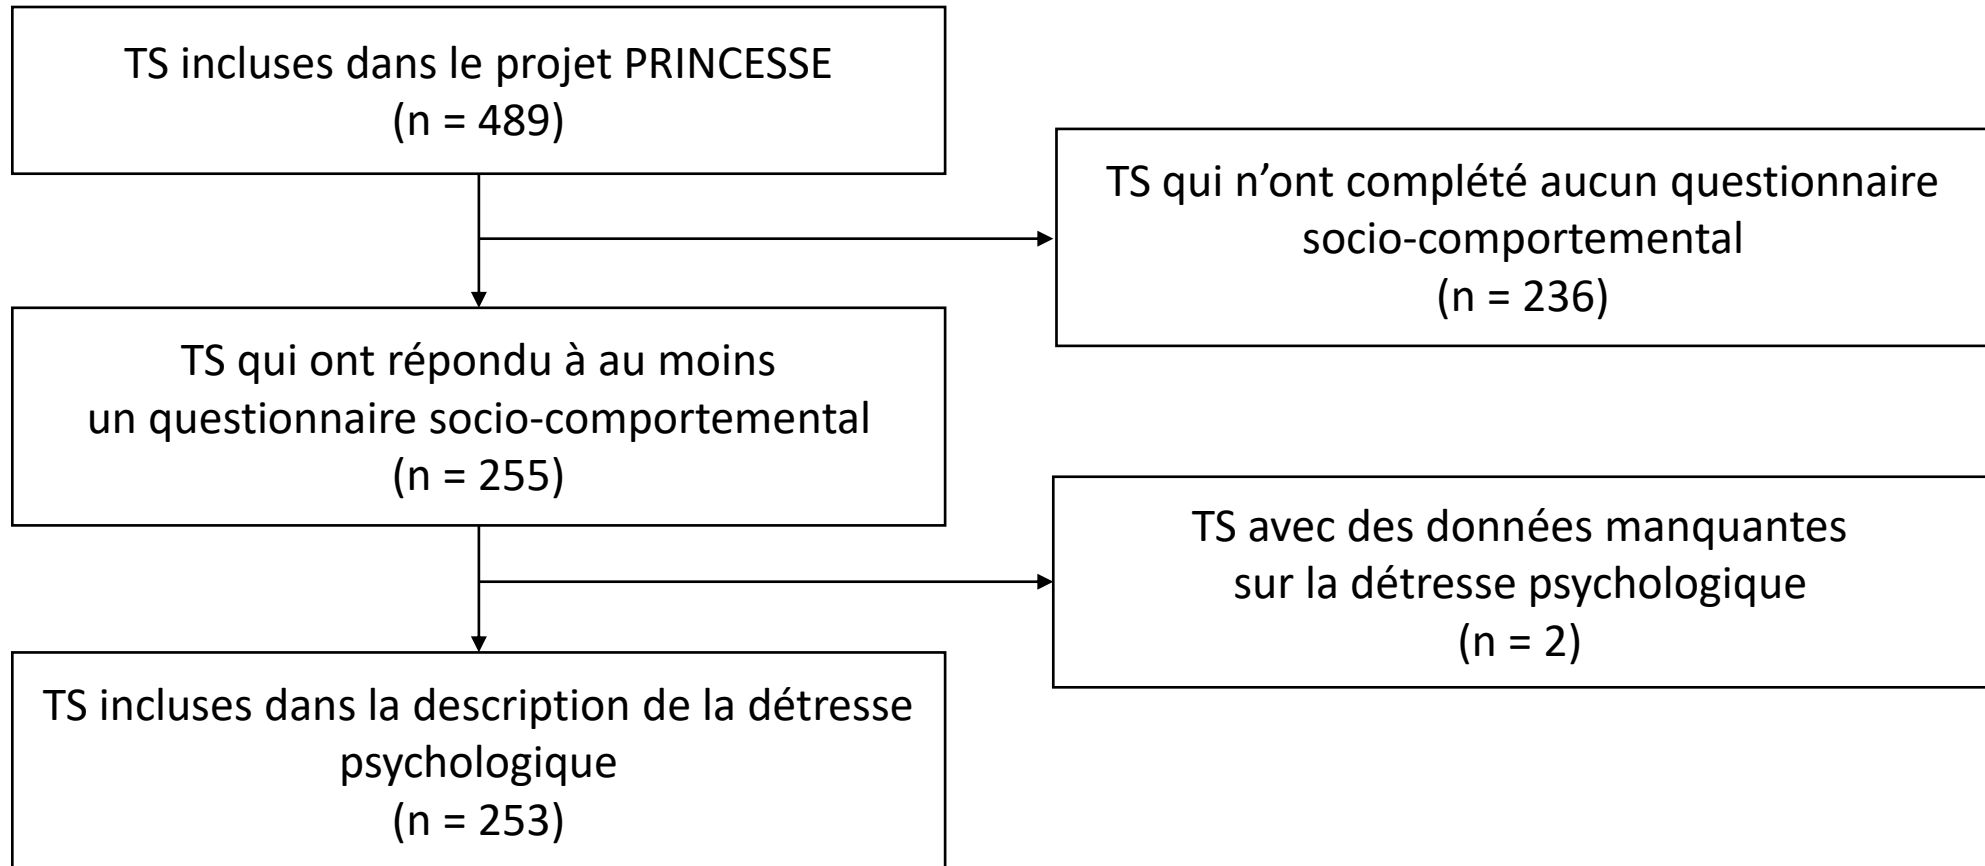 TS incluses dans le projet PRINCESSE
(n = 489)
TS qui n’ont complété aucun questionnaire
socio-comportemental
(n = 236)
TS qui ont répondu à au moins
un questionnaire socio-comportemental
(n = 255)
TS avec des données manquantes
sur la détresse psychologique
(n = 2)
TS incluses dans la description de la détresse
psychologique
(n = 253)